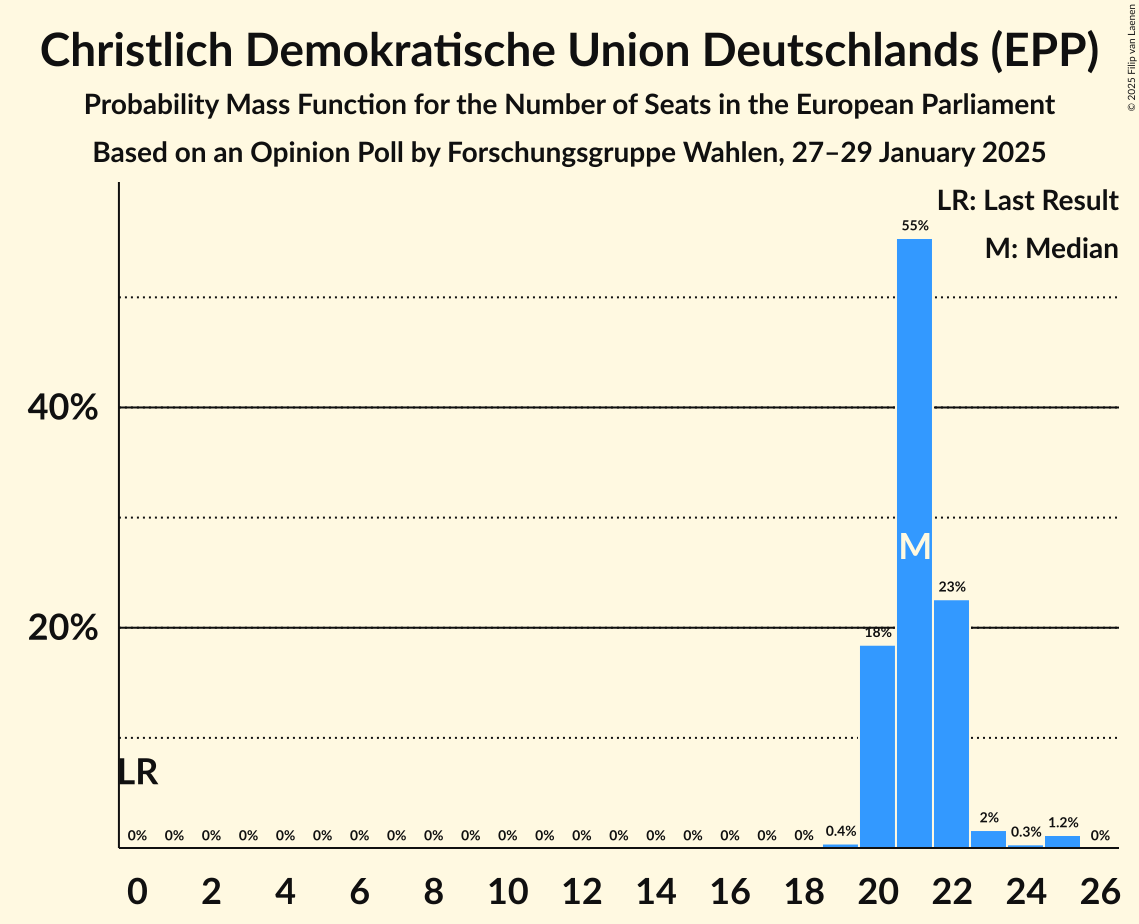 Christlich Demokratische Union Deutschlands (EPP)
Probability Mass Function for the Number of Seats in the European Parliament
Based on an Opinion Poll by Forschungsgruppe Wahlen, 27–29 January 2025
© 2025 Filip van Laenen
LR: Last Result
M: Median
55%
40%
M
23%
20%
18%
LR
0% 0% 0% 0% 0% 0% 0% 0% 0% 0% 0% 0% 0% 0% 0% 0% 0% 0% 0% 0.4% 2% 0.3% 1.2% 0%
0 2 4 6 8 10 12 14 16 18 20 22 24 26